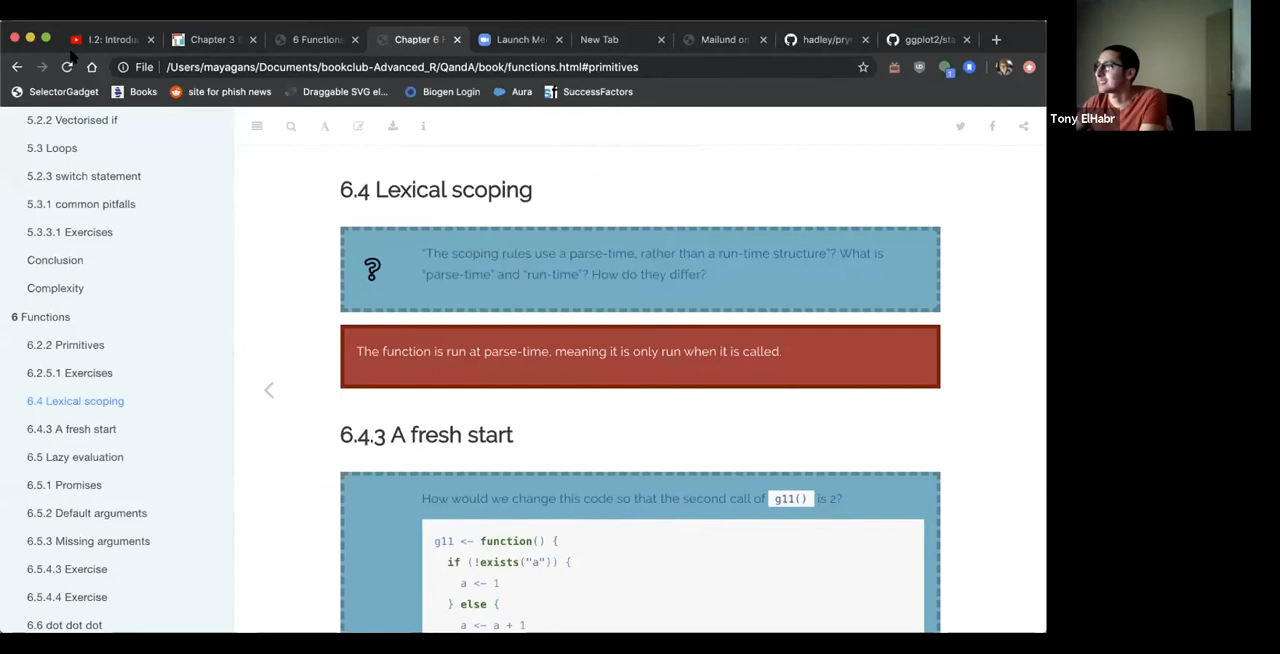 I.2: Introdu
Chapter 3
6 Functions
Chapter 6
Launch Me
New Tab
Mailund on
hadley/pry
ggplot2/sta
File /Users/mayagans/Documents/bookclub-Advanced_R/QandA/book/functions.html#primitives
SelectorGadget Books site for phish news Draggable SVG el... Biogen Login Aura SuccessFactors
Tony ElHabr
5.2.2 Vectorised if
5.3 Loops
5.2.3 switch statement
5.3.1 common pitfalls
5.3.3.1 Exercises
Conclusion
Complexity
6 Functions
6.2.2 Primitives
6.2.5.1 Exercises
6.4 Lexical scoping
6.4.3 A fresh start
6.5 Lazy evaluation
6.5.1 Promises
6.5.2 Default arguments
6.5.3 Missing arguments
6.5.4.3 Exercise
6.5.4.4 Exercise
6.6 dot dot dot
6.4 Lexical scoping
"The scoping rules use a parse-time, rather than a run-time structure"? What is
"parse-time" and "run-time"? How do they differ?
The function is run at parse-time, meaning it is only run when it is called.
6.4.3 A fresh start
How would we change this code so that the second call of g11() is 2?
g11 <- function() {
if (!exists("a")) {
a <- 1
} else {
a <- a + 1